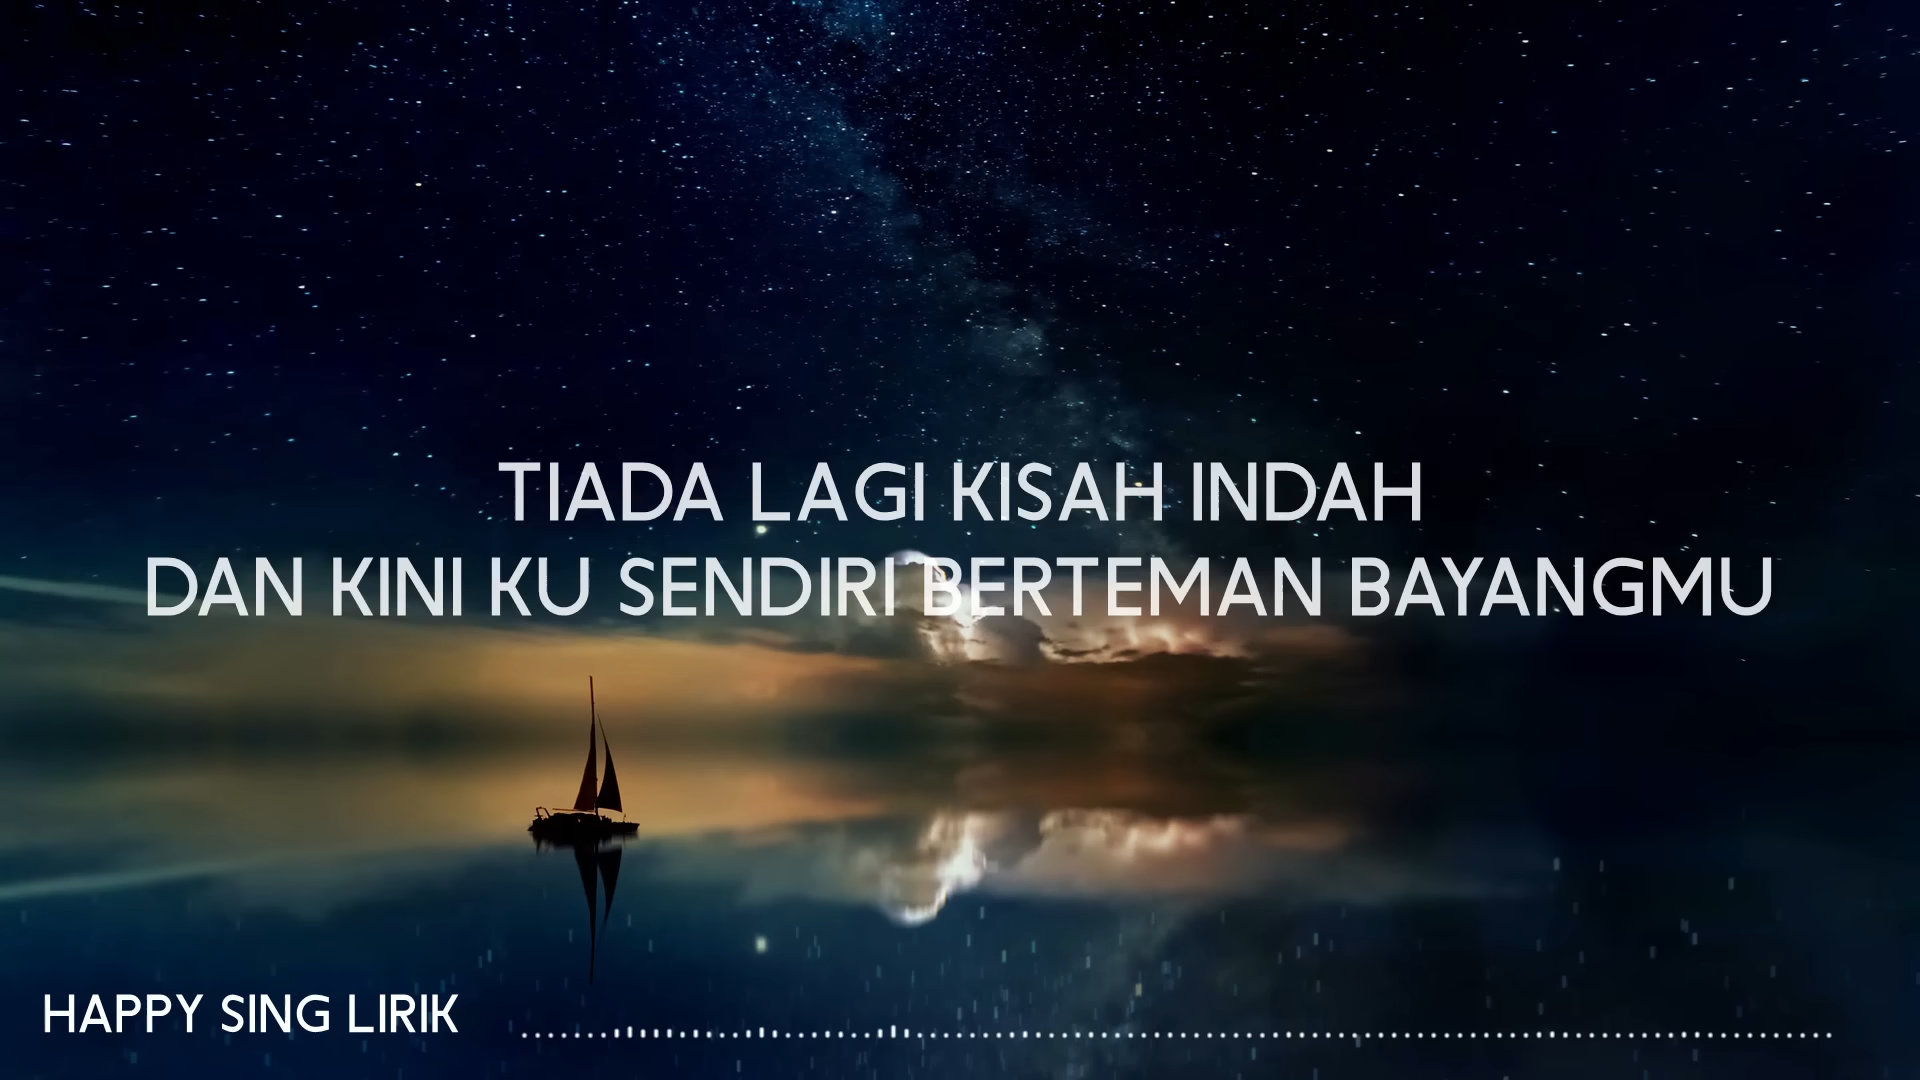 TIADA LAGI KISAH INDAH
DAN KINI KU SENDIRI BERTEMAN BAYANGMU
HAPPY SING LIRIK